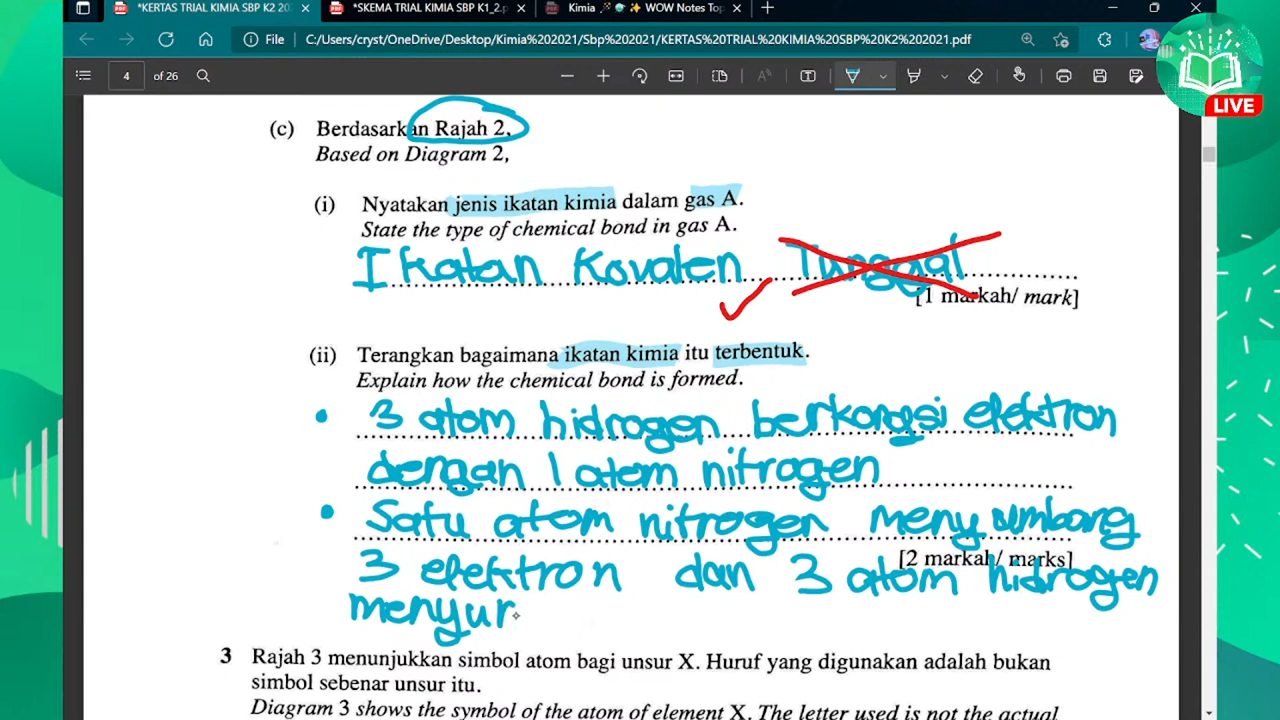 *KERTAS TRIAL KIMIA SBP K2 202
*SKEMA TRIAL KIMIA SBP K1_2.p
Kimia WOW Notes Top
File C:/Users/cryst/OneDrive/Desktop/Kimia%202021/Sbp%202021/KERTAS%20TRIAL%20KIMIA%20SBP%20K2%202021.pdf
4 of 26
LIVE
(c) Berdasarkan Rajah 2,
Based on Diagram 2,
(i) Nyatakan jenis ikatan kimia dalam gas A.
State the type of chemical bond in gas A.
Ikatan Kovalen Tunggal
[1 markah/ mark]
(ii) Terangkan bagaimana ikatan kimia itu terbentuk.
Explain how the chemical bond is formed.
• 3 atom hidrogen berkongsi elektron
dengan 1 atom nitrogen
• Satu atom nitrogen menyumbang
[2 markah/ marks]
3 elektron dan 3 atom hidrogen
menyur
3 Rajah 3 menunjukkan simbol atom bagi unsur X. Huruf yang digunakan adalah bukan
simbol sebenar unsur itu.
Diagram 3 shows the symbol of the atom of element X. The letter used is not the actual